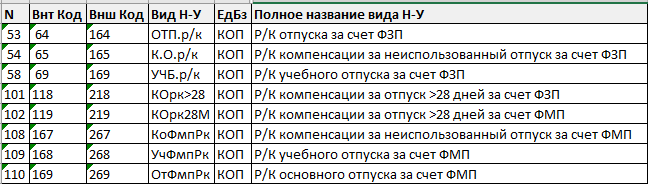 N Внт Код Внш Код Вид Н-У ЕдБз Полное название вида Н-У
53 64 164 ОТП.р/к КОП Р/К отпуска за счет ФЗП
54 65 165 К.О.р/к КОП Р/К компенсации за неиспользованный отпуск за счет ФЗП
58 69 169 УЧБ.р/к КОП Р/К учебного отпуска за счет ФЗП
101 118 218 КОрк>28 КОП Р/К компенсации за отпуск >28 дней за счет ФЗП
102 119 219 КОрк28М КОП Р/К компенсации за отпуск >28 дней за счет ФМП
108 167 267 КоФмпРк КОП Р/К компенсации за неиспользованный отпуск за счет ФМП
109 168 268 УчФмпРк КОП Р/К учебного отпуска за счет ФМП
110 169 269 ОтФмпРк КОП Р/К основного отпуска за счет ФМП